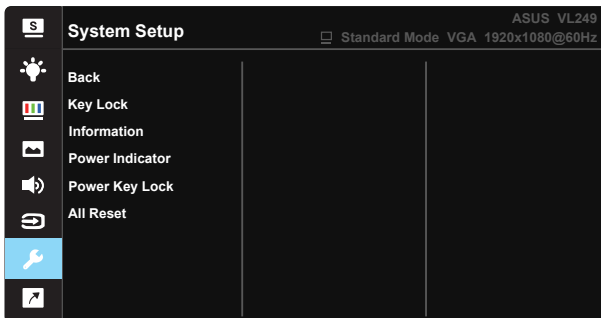 S
System Setup
ASUS VL249
Standard Mode VGA 1920x1080@60Hz
Back
Key Lock
Information
Power Indicator
Power Key Lock
All Reset